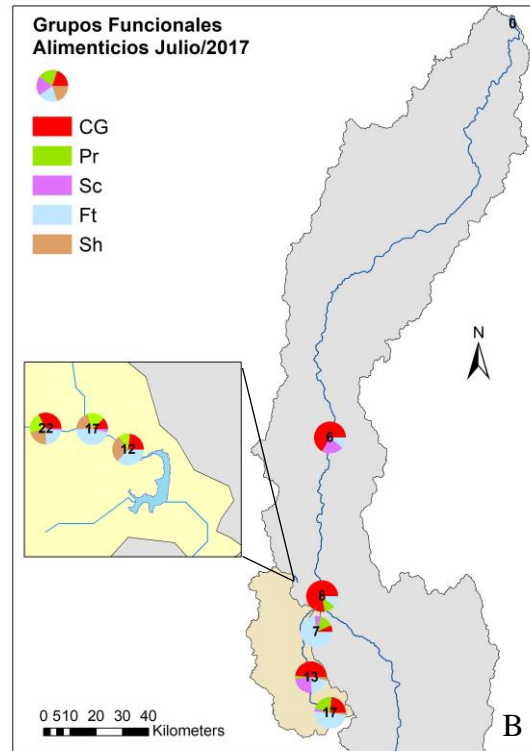 Grupos Funcionales
Alimenticios Julio/2017
CG
Pr
Sc
Ft
Sh
0
N
22
17
12
6
8
7
13
17
0 5 10 20 30 40
Kilometers
B